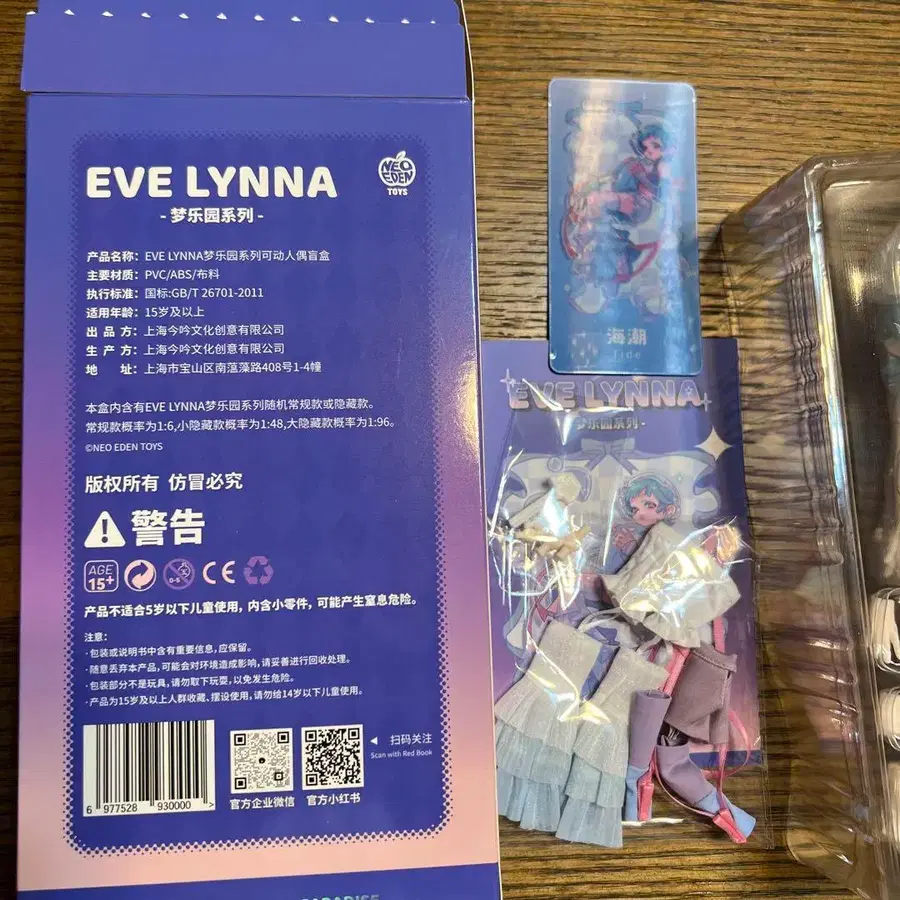 EVE LYNNA
NEO EDEN TOYS
- 梦乐园系列 -
产品名称: EVE LYNNA梦乐园系列可动人偶盲盒
主要材质: PVC/ABS/布料
执行标准: 国标:GB/T 26701-2011
适用年龄: 15岁及以上
出 品 方: 上海今吟文化创意有限公司
生 产 方: 上海今吟文化创意有限公司
地 址: 上海市宝山区南蕰藻路408号1-4幢
本盒内含有EVE LYNNA梦乐园系列随机常规款或隐藏款。
常规款概率为1:6,小隐藏款概率为1:48,大隐藏款概率为1:96。
©NEO EDEN TOYS
版权所有 仿冒必究
警告
AGE 15+
0-5
CE
产品不适合5岁以下儿童使用，内含小零件，可能产生窒息危险。
注意:
·包装或说明书中含有重要信息,应保留。
·随意丢弃本产品,可能会对环境造成影响,请妥善进行回收处理。
·包装部分不是玩具,请勿取下玩耍,以免发生危险。
·产品为15岁及以上人群收藏、摆设使用,请勿给14岁以下儿童使用。
6 977528 930000 >
官方企业微信
官方小红书
◀ 扫码关注
Scan with Red Book
海潮
Tide
EVE LYNNA
梦乐园系列 -